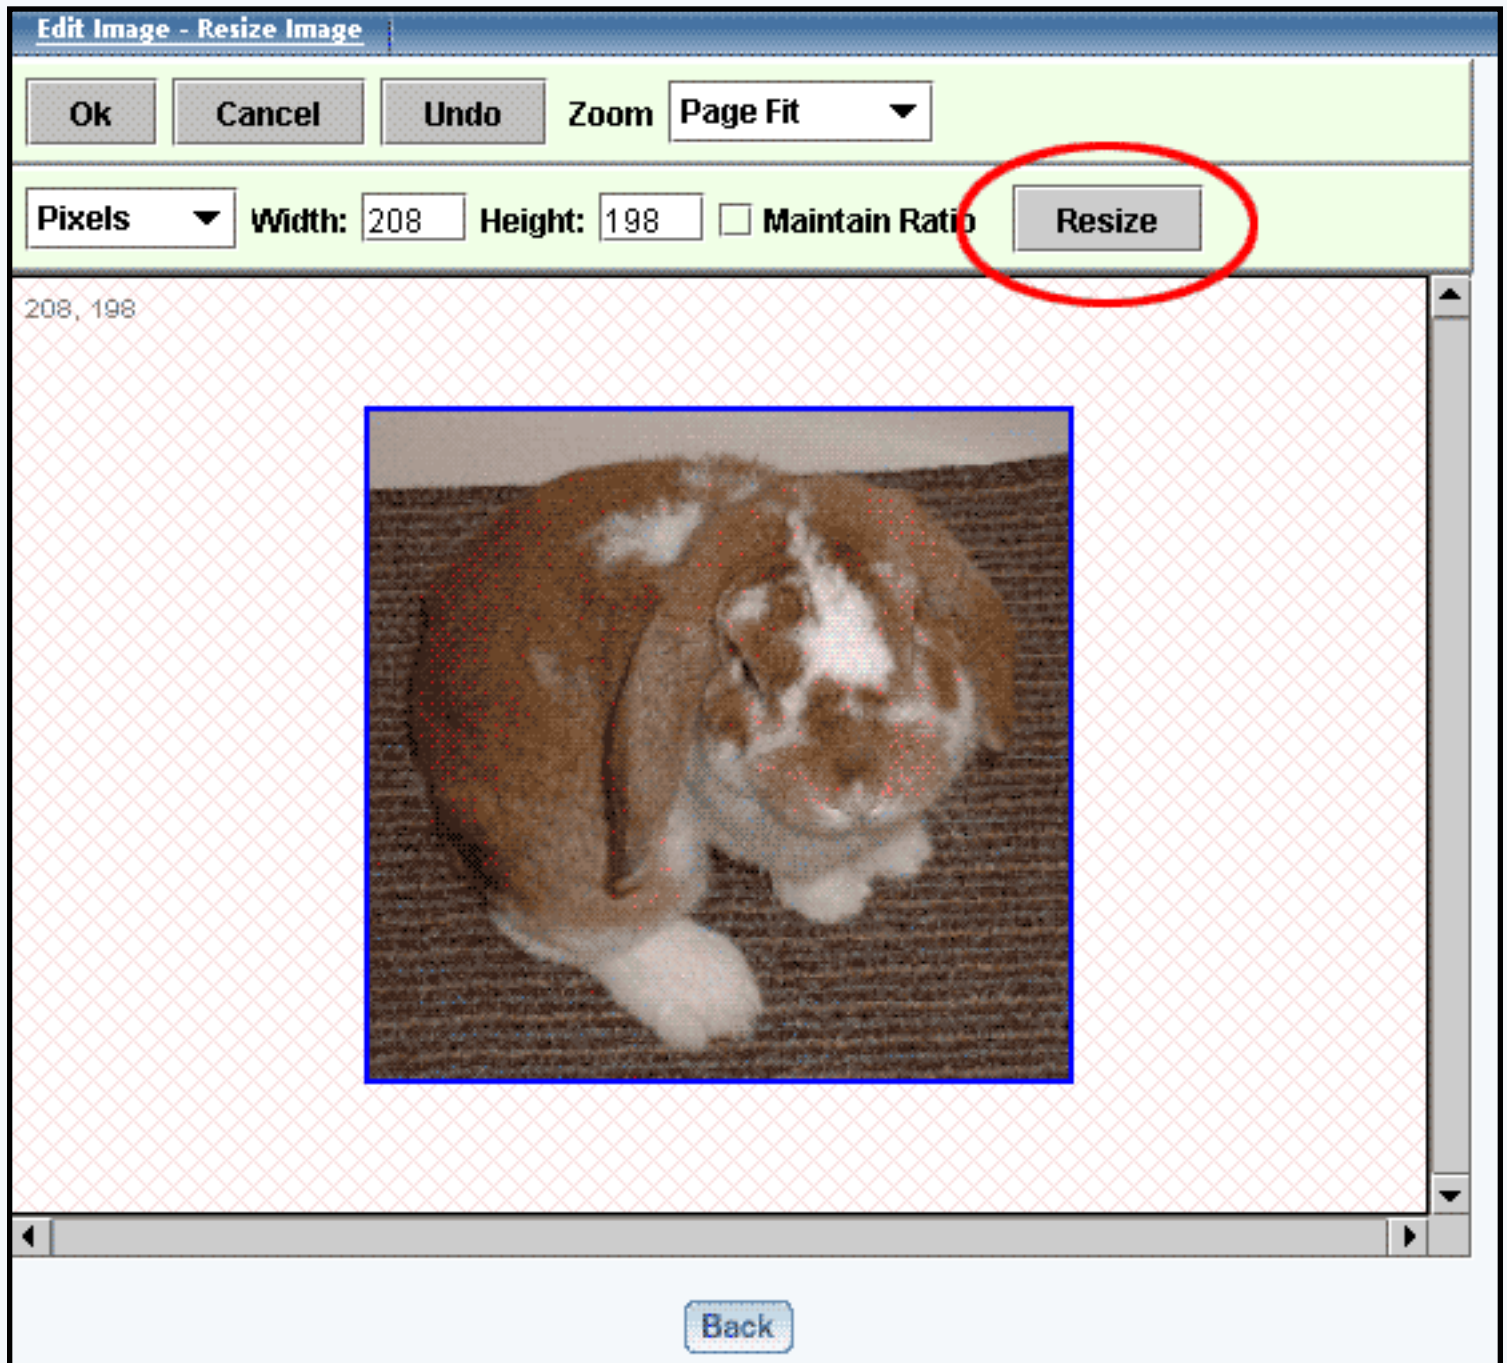 Edit Image - Resize Image
Ok Cancel Undo Zoom Page Fit
Pixels Width: 208 Height: 198 Maintain Ratio Resize
208, 198
Back